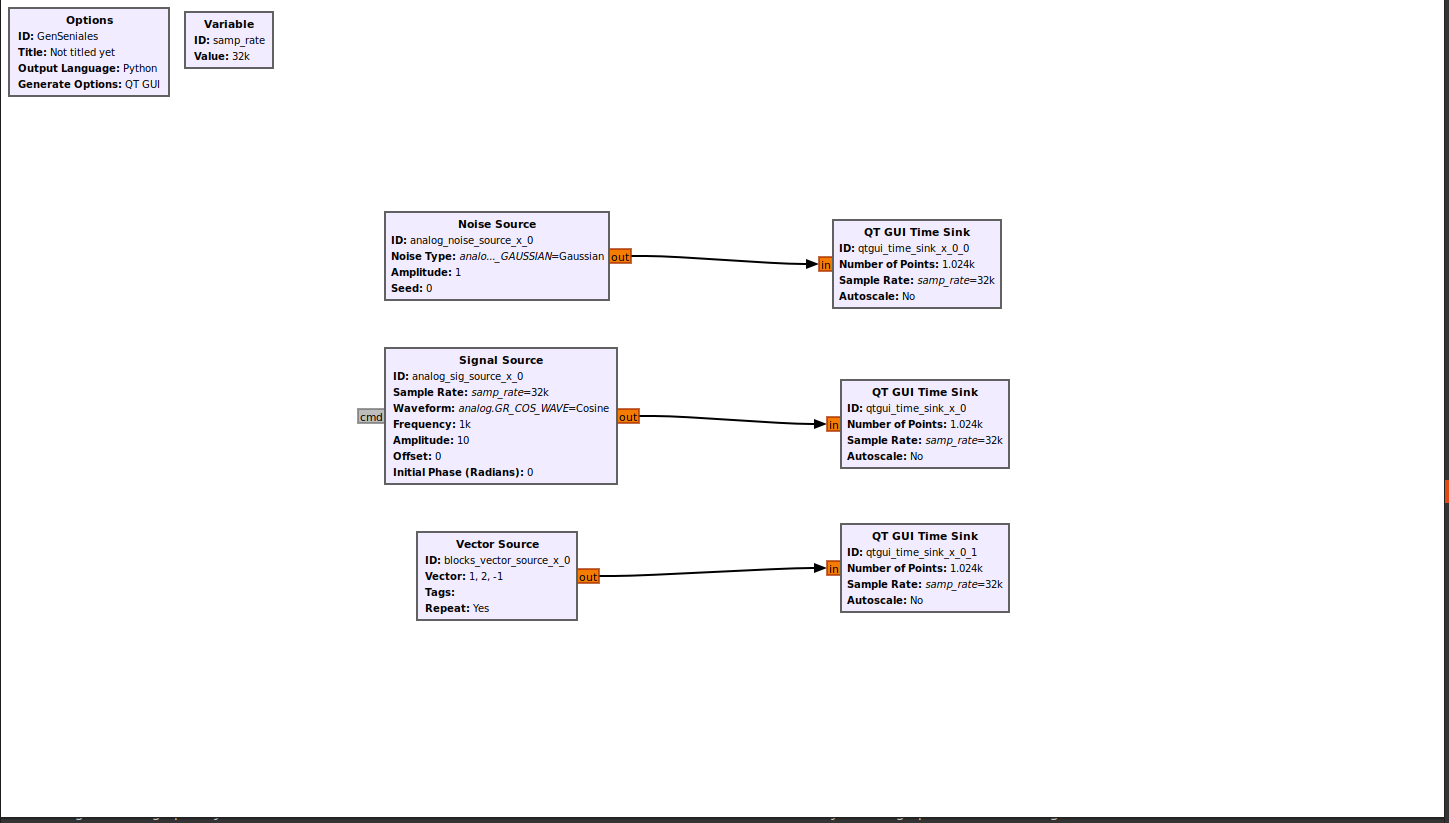 Options
ID: GenSeniales
Title: Not titled yet
Output Language: Python
Generate Options: QT GUI
Variable
ID: samp_rate
Value: 32k
Noise Source
ID: analog_noise_source_x_0
Noise Type: analo..._GAUSSIAN=Gaussian
Amplitude: 1
Seed: 0
out
in
QT GUI Time Sink
ID: qtgui_time_sink_x_0_0
Number of Points: 1.024k
Sample Rate: samp_rate=32k
Autoscale: No
cmd
Signal Source
ID: analog_sig_source_x_0
Sample Rate: samp_rate=32k
Waveform: analog.GR_COS_WAVE=Cosine
Frequency: 1k
Amplitude: 10
Offset: 0
Initial Phase (Radians): 0
out
in
QT GUI Time Sink
ID: qtgui_time_sink_x_0
Number of Points: 1.024k
Sample Rate: samp_rate=32k
Autoscale: No
Vector Source
ID: blocks_vector_source_x_0
Vector: 1, 2, -1
Tags:
Repeat: Yes
out
in
QT GUI Time Sink
ID: qtgui_time_sink_x_0_1
Number of Points: 1.024k
Sample Rate: samp_rate=32k
Autoscale: No